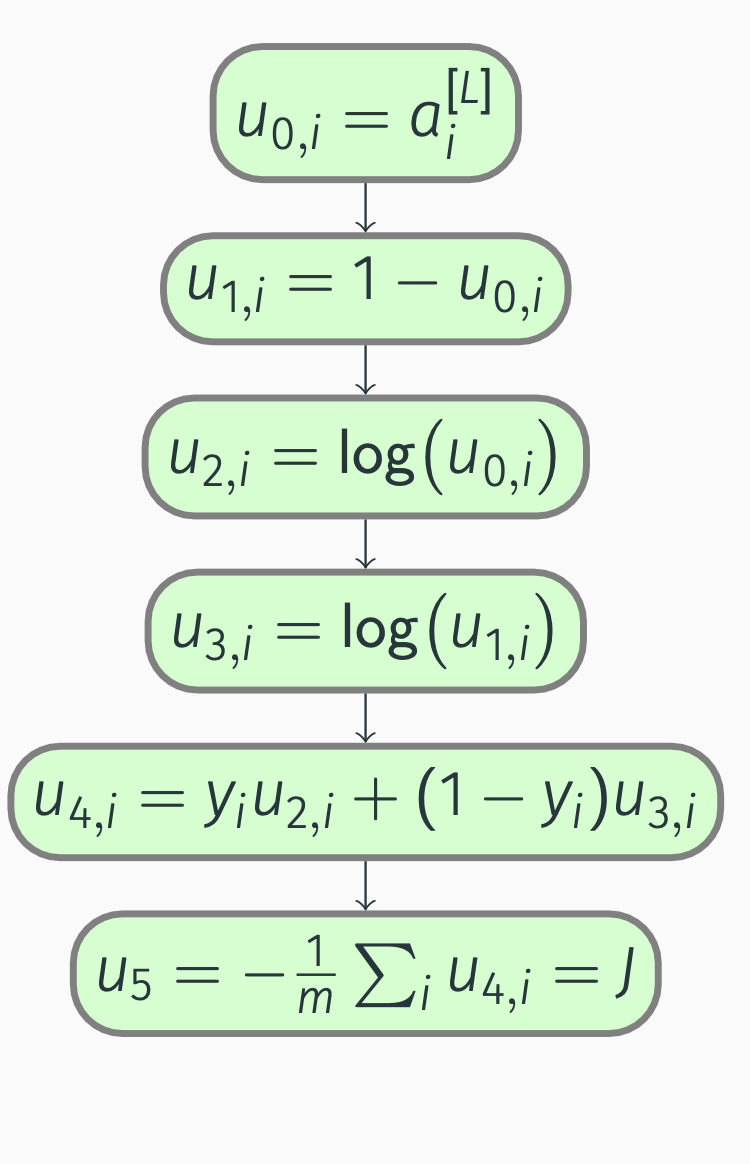 u_{0,i} = a_i^{[L]}
u_{1,i} = 1 − u_{0,i}
u_{2,i} = log(u_{0,i})
u_{3,i} = log(u_{1,i})
u_{4,i} = y_i u_{2,i} + (1 − y_i)u_{3,i}
u_5 = −\frac{1}{m} ∑_i u_{4,i} = J